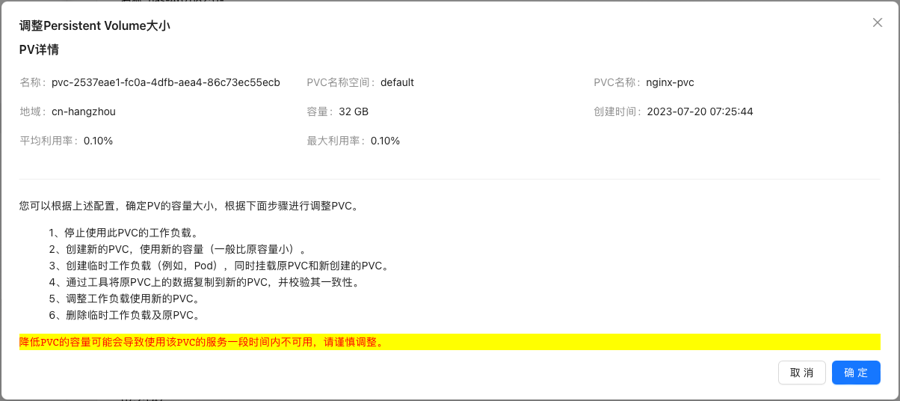 调整Persistent Volume大小
PV详情
名称：pvc-2537eae1-fc0a-4dfb-aea4-86c73ec55ecb PVC名称空间：default PVC名称：nginx-pvc
地域：cn-hangzhou 容量：32 GB 创建时间：2023-07-20 07:25:44
平均利用率：0.10% 最大利用率：0.10%
您可以根据上述配置，确定PV的容量大小，根据下面步骤进行调整PVC。
1、停止使用此PVC的工作负载。
2、创建新的PVC，使用新的容量（一般比原容量小）。
3、创建临时工作负载（例如，Pod），同时挂载原PVC和新创建的PVC。
4、通过工具将原PVC上的数据复制到新的PVC，并校验其一致性。
5、调整工作负载使用新的PVC。
6、删除临时工作负载及原PVC。
降低PVC的容量可能会导致使用该PVC的服务一段时间内不可用，请谨慎调整。
取 消 确 定